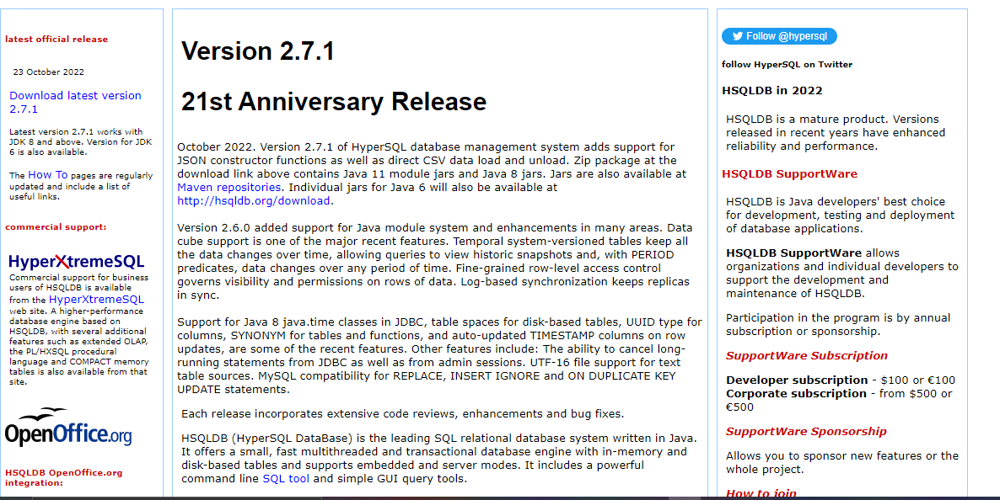 latest official release
23 October 2022
Download latest version
2.7.1
Latest version 2.7.1 works with
JDK 8 and above. Version for JDK
6 is also available.
The How To pages are regularly
updated and include a list of
useful links.
commercial support:
HyperXtremeSQL
Commercial support for business
users of HSQLDB is available
from the HyperXtremeSQL
web site. A higher-performance
database engine based on
HSQLDB, with several additional
features such as extended OLAP,
the PL/HXSQL procedural
language and COMPACT memory
tables is also available from that
site.
OpenOffice.org
HSQLDB OpenOffice.org
integration:
Version 2.7.1
21st Anniversary Release
October 2022. Version 2.7.1 of HyperSQL database management system adds support for
JSON constructor functions as well as direct CSV data load and unload. Zip package at the
download link above contains Java 11 module jars and Java 8 jars. Jars are also available at
Maven repositories. Individual jars for Java 6 will also be available at
http://hsqldb.org/download.
Version 2.6.0 added support for Java module system and enhancements in many areas. Data
cube support is one of the major recent features. Temporal system-versioned tables keep all
the data changes over time, allowing queries to view historic snapshots and, with PERIOD
predicates, data changes over any period of time. Fine-grained row-level access control
governs visibility and permissions on rows of data. Log-based synchronization keeps replicas
in sync.
Support for Java 8 java.time classes in JDBC, table spaces for disk-based tables, UUID type for
columns, SYNONYM for tables and functions, and auto-updated TIMESTAMP columns on row
updates, are some of the recent features. Other features include: The ability to cancel long-
running statements from JDBC as well as from admin sessions. UTF-16 file support for text
table sources. MySQL compatibility for REPLACE, INSERT IGNORE and ON DUPLICATE KEY
UPDATE statements.
Each release incorporates extensive code reviews, enhancements and bug fixes.
HSQLDB (HyperSQL DataBase) is the leading SQL relational database system written in Java.
It offers a small, fast multithreaded and transactional database engine with in-memory and
disk-based tables and supports embedded and server modes. It includes a powerful
command line SQL tool and simple GUI query tools.
Follow @hypersql
follow HyperSQL on Twitter
HSQLDB in 2022
HSQLDB is a mature product. Versions
released in recent years have enhanced
reliability and performance.
HSQLDB SupportWare
HSQLDB is Java developers' best choice
for development, testing and deployment
of database applications.
HSQLDB SupportWare allows
organizations and individual developers to
support the development and
maintenance of HSQLDB.
Participation in the program is by annual
subscription or sponsorship.
SupportWare Subscription
Developer subscription - $100 or €100
Corporate subscription - from $500 or
€500
SupportWare Sponsorship
Allows you to sponsor new features or the
whole project.
How to join